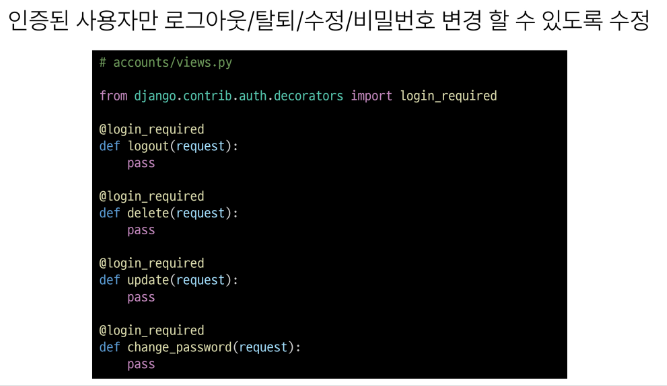 인증된 사용자만 로그아웃/탈퇴/수정/비밀번호 변경 할 수 있도록 수정
# accounts/views.py
from django.contrib.auth.decorators import login_required
@login_required
def logout(request):
    pass
@login_required
def delete(request):
    pass
@login_required
def update(request):
    pass
@login_required
def change_password(request):
    pass